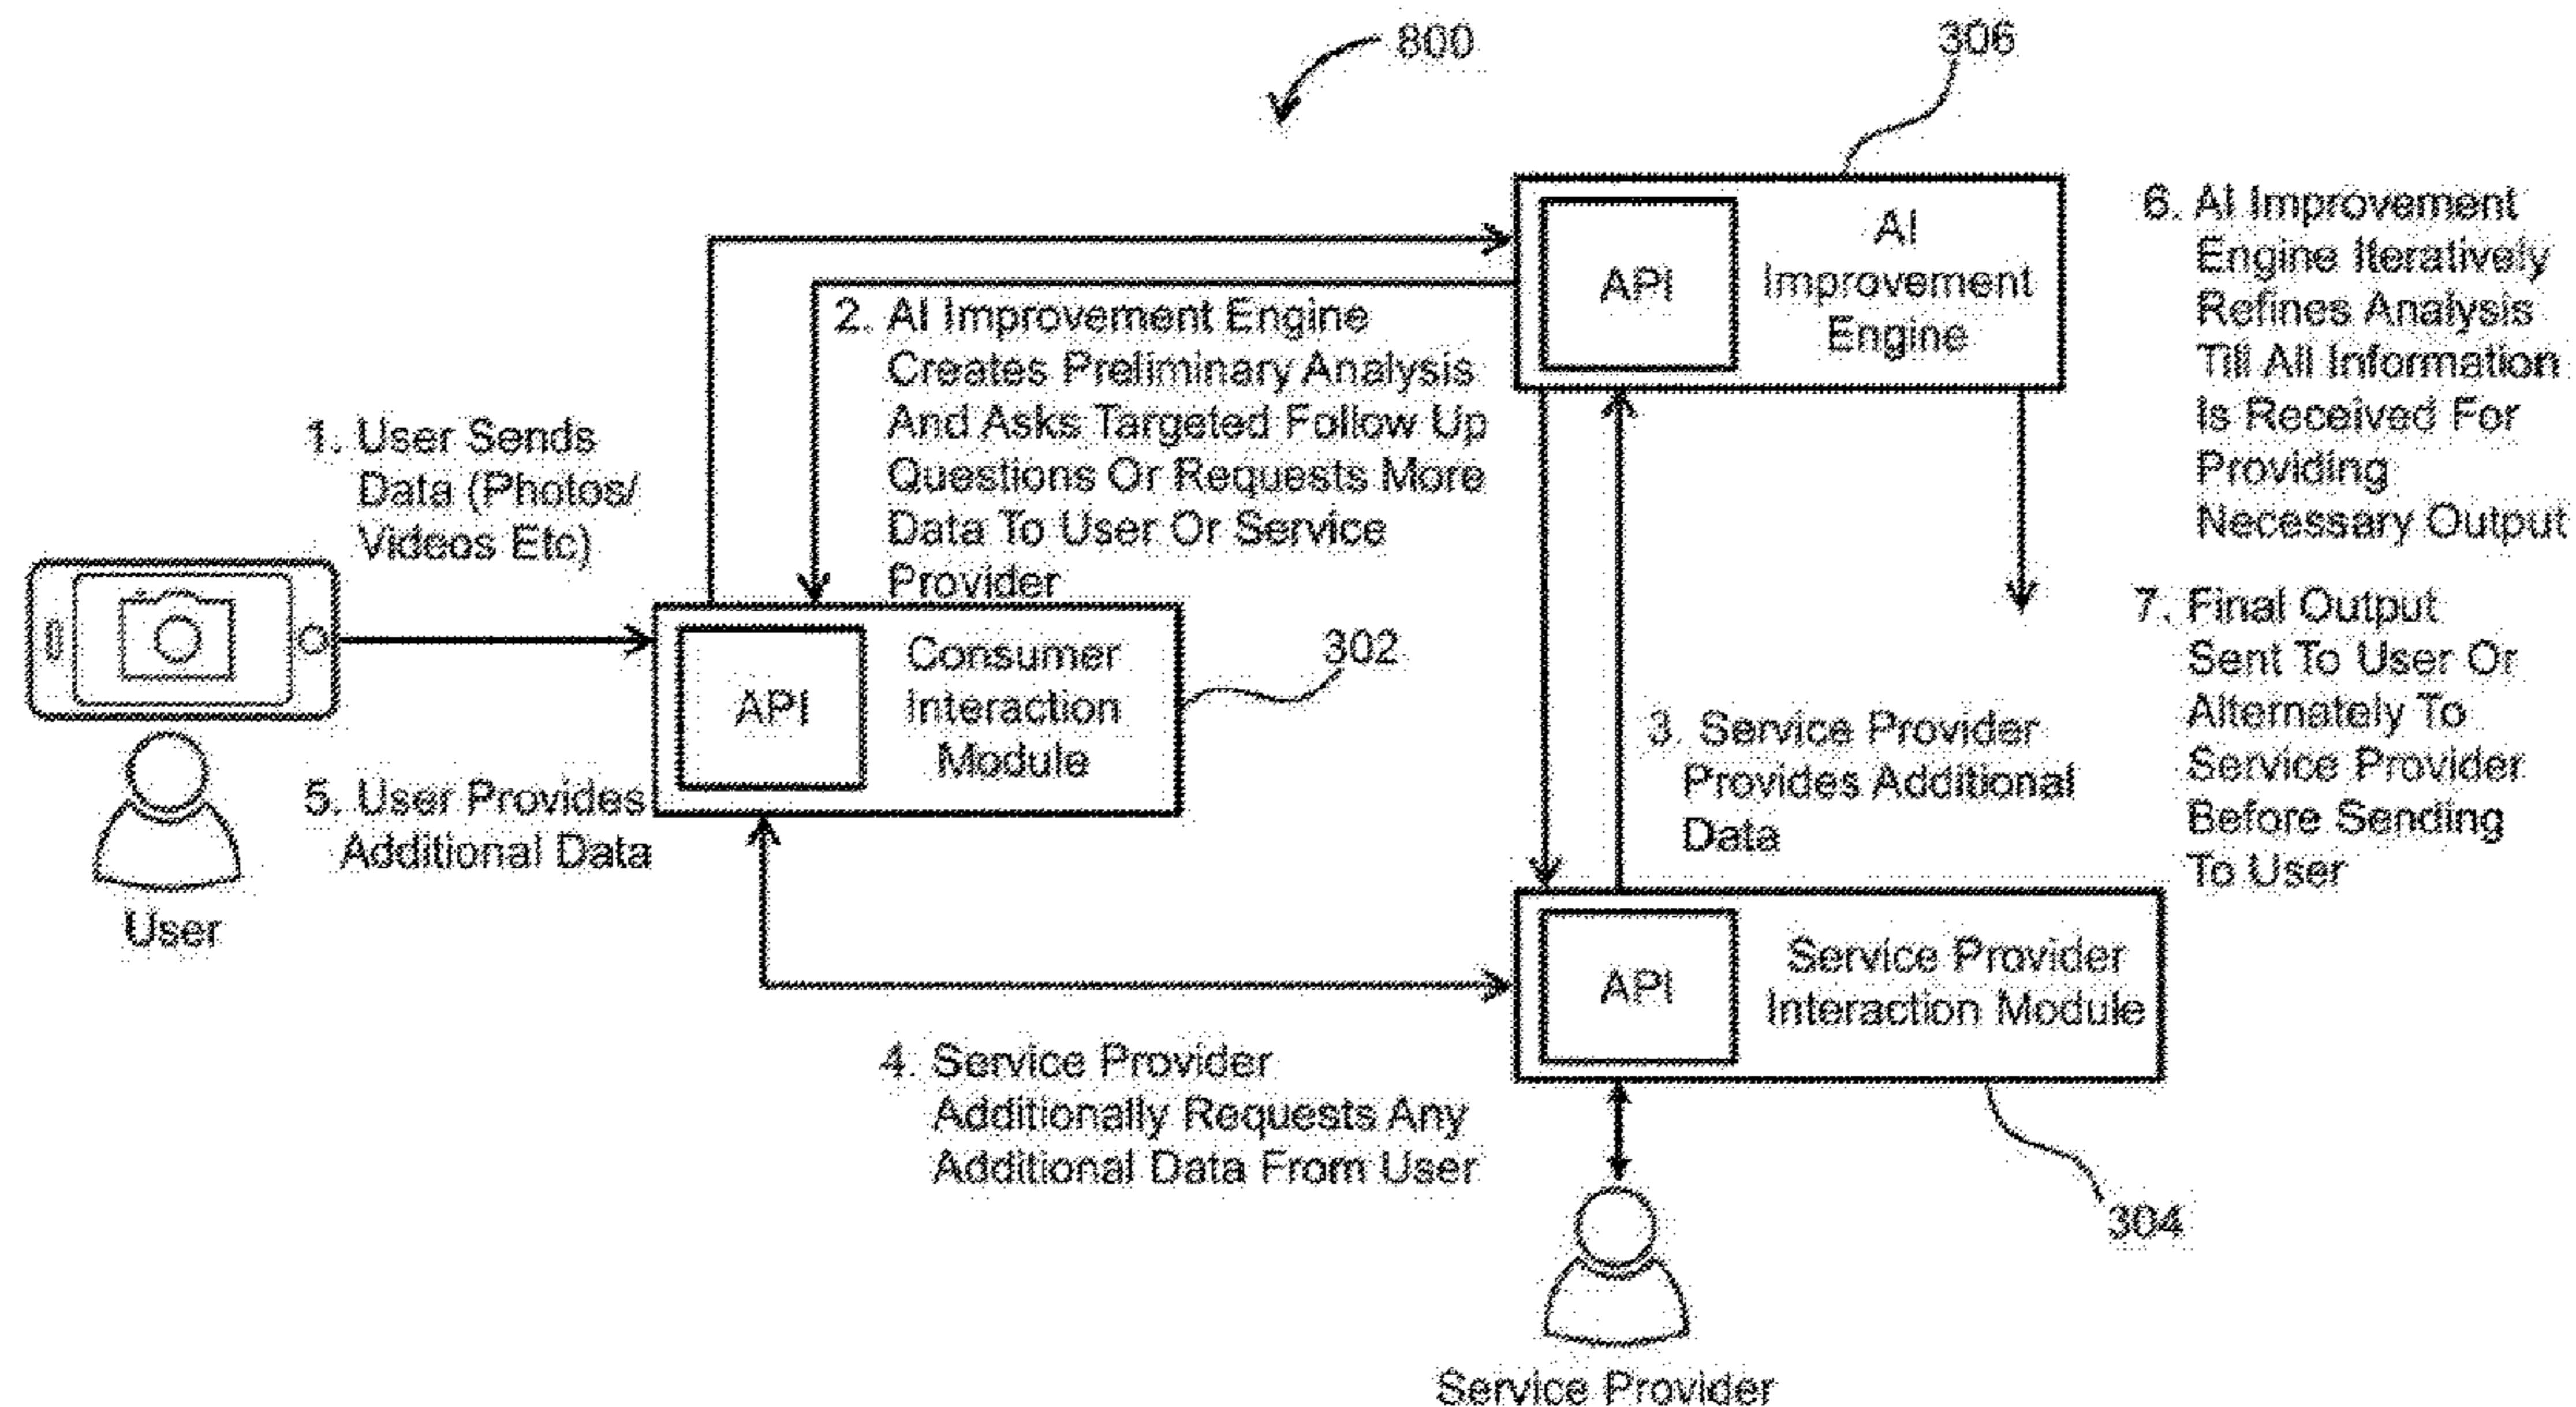 800
306
API
AI
Improvement
Engine
6. AI Improvement
Engine Iteratively
Refines Analysis
Till All Information
Is Received For
Providing
Necessary Output
2. AI Improvement Engine
Creates Preliminary Analysis
And Asks Targeted Follow Up
Questions Or Requests More
Data To User Or Service
Provider
1. User Sends
Data (Photos/
Videos Etc)
7. Final Output
Sent To User Or
Alternately To
Service Provider
Before Sending
To User
302
API
Consumer
Interaction
Module
3. Service Provider
Provides Additional
Data
5. User Provides
Additional Data
User
API
Service Provider
Interaction Module
4. Service Provider
Additionally Requests Any
Additional Data From User
304
Service Provider